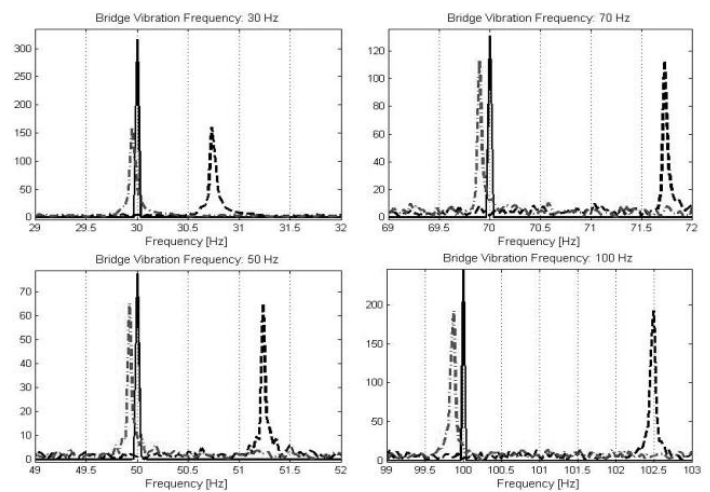 Bridge Vibration Frequency: 30 Hz
300
250
200
150
100
50
0
29 29.5 30 30.5 31 31.5 32
Frequency [Hz]
Bridge Vibration Frequency: 70 Hz
120
100
80
60
40
20
0
69 69.5 70 70.5 71 71.5 72
Frequency [Hz]
Bridge Vibration Frequency: 50 Hz
70
60
50
40
30
20
10
0
49 49.5 50 50.5 51 51.5 52
Frequency [Hz]
Bridge Vibration Frequency: 100 Hz
200
150
100
50
0
99 99.5 100 100.5 101 101.5 102 102.5 103
Frequency [Hz]